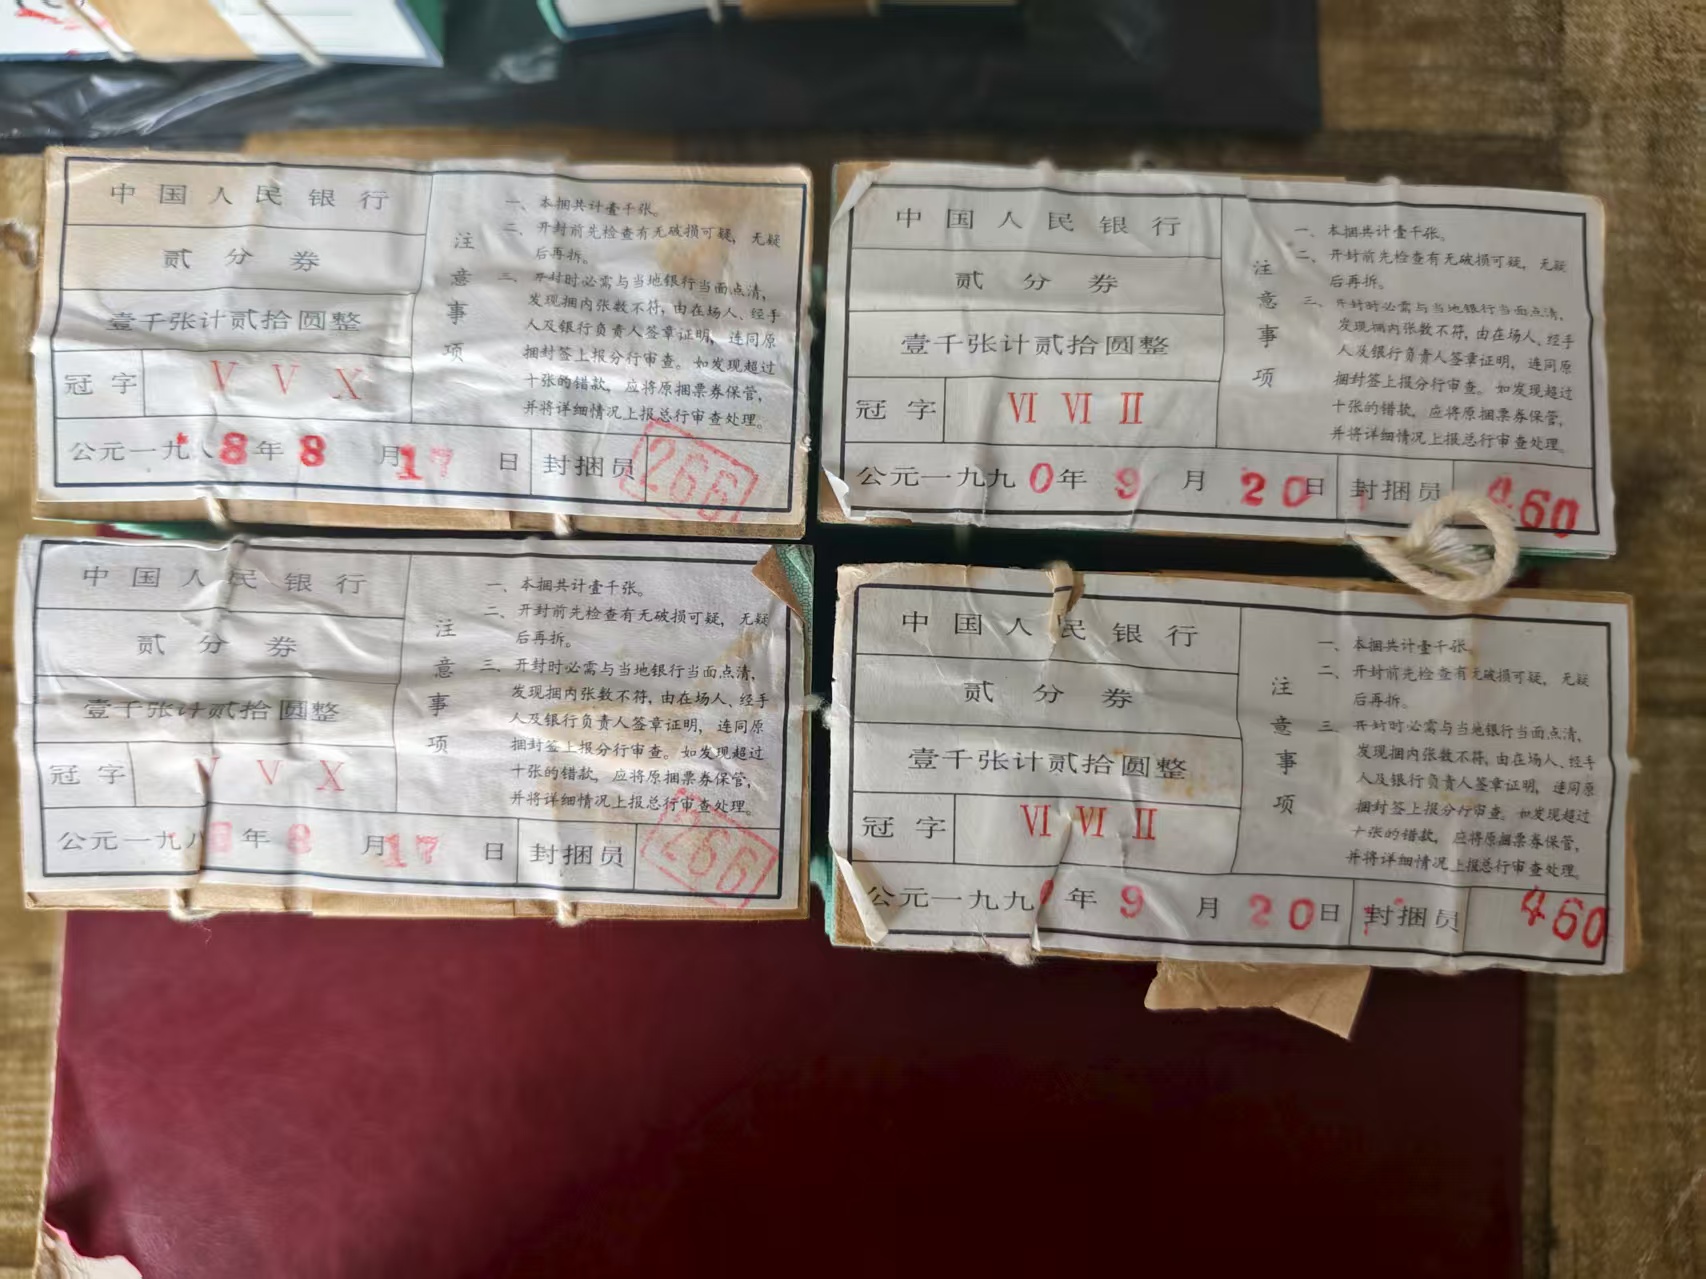 中国人民银行
贰分券
壹千张计贰拾圆整
冠字 V V X
公元一九八8年8月17日 封捆员 266
注意事项
一、本捆共计壹千张。
二、开封前先检查有无破损可疑，无疑
后再拆。
三、开封时必需与当地银行当面点清，
发现捆内张数不符，由在场人、经手
人及银行负责人签章证明，连同原
捆封签上报分行审查。如发现超过
十张的错款，应将原捆票券保管，
并将详细情况上报总行审查处理。
中国人民银行
贰分券
壹千张计贰拾圆整
冠字 VI VI II
公元一九九0年9月20日 封捆员 460
注意事项
一、本捆共计壹千张。
二、开封前先检查有无破损可疑，无疑
后再拆。
三、开封时必需与当地银行当面点清，
发现捆内张数不符，由在场人、经手
人及银行负责人签章证明，连同原
捆封签上报分行审查。如发现超过
十张的错款，应将原捆票券保管，
并将详细情况上报总行审查处理。
中国人民银行
贰分券
壹千张计贰拾圆整
冠字 V V X
公元一九八8年8月17日 封捆员 266
注意事项
一、本捆共计壹千张。
二、开封前先检查有无破损可疑，无疑
后再拆。
三、开封时必需与当地银行当面点清，
发现捆内张数不符，由在场人、经手
人及银行负责人签章证明，连同原
捆封签上报分行审查。如发现超过
十张的错款，应将原捆票券保管，
并将详细情况上报总行审查处理。
中国人民银行
贰分券
壹千张计贰拾圆整
冠字 VI VI II
公元一九九0年9月20日 封捆员 460
注意事项
一、本捆共计壹千张
二、开封前先检查有无破损可疑，无疑
后再拆。
三、开封时必需与当地银行当面点清、
发现捆内张数不符，由在场人、经手
人及银行负责人签章证明，连同原
捆封签上报分行审查。如发现超过
十张的错款，应将原捆票券保管，
并将详细情况上报总行审查处理。